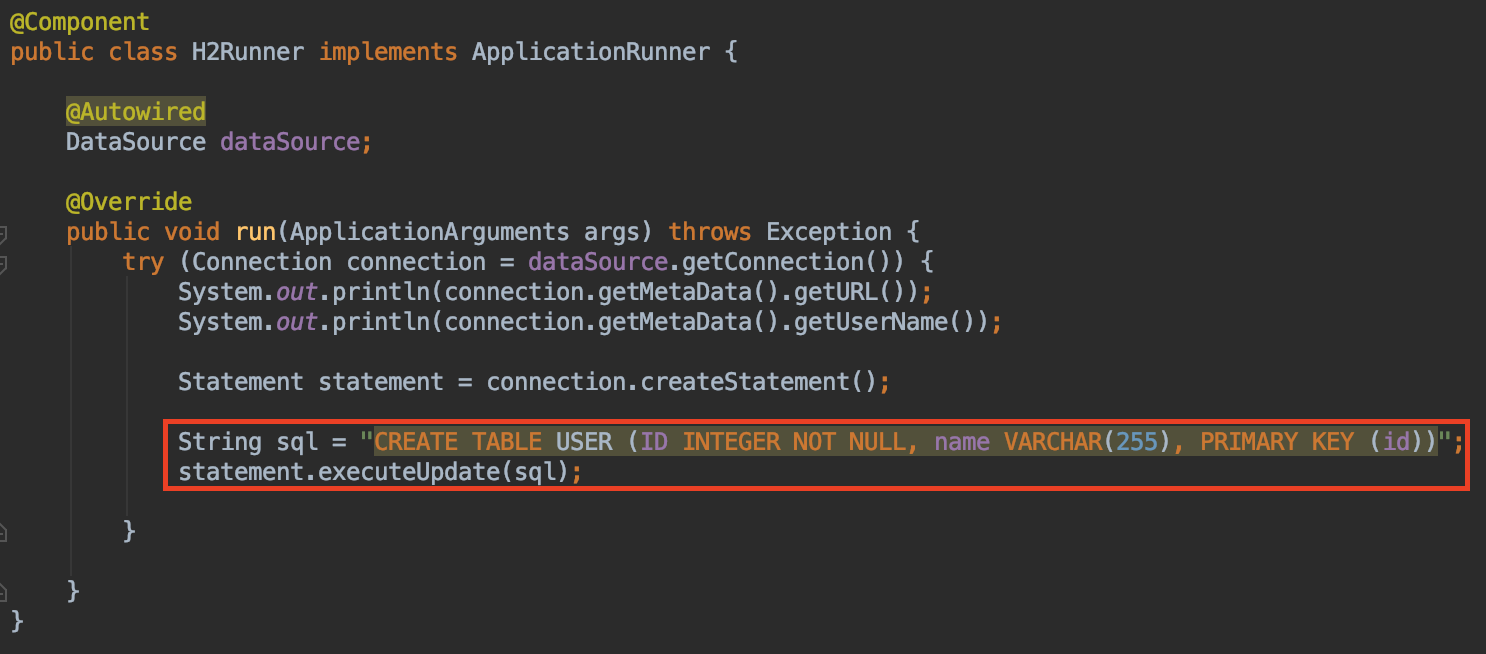 @Component
public class H2Runner implements ApplicationRunner {
@Autowired
DataSource dataSource;
@Override
public void run(ApplicationArguments args) throws Exception {
try (Connection connection = dataSource.getConnection()) {
System.out.println(connection.getMetaData().getURL());
System.out.println(connection.getMetaData().getUserName());
Statement statement = connection.createStatement();
String sql = "CREATE TABLE USER (ID INTEGER NOT NULL, name VARCHAR(255), PRIMARY KEY (id))";
statement.executeUpdate(sql);
}
}
}